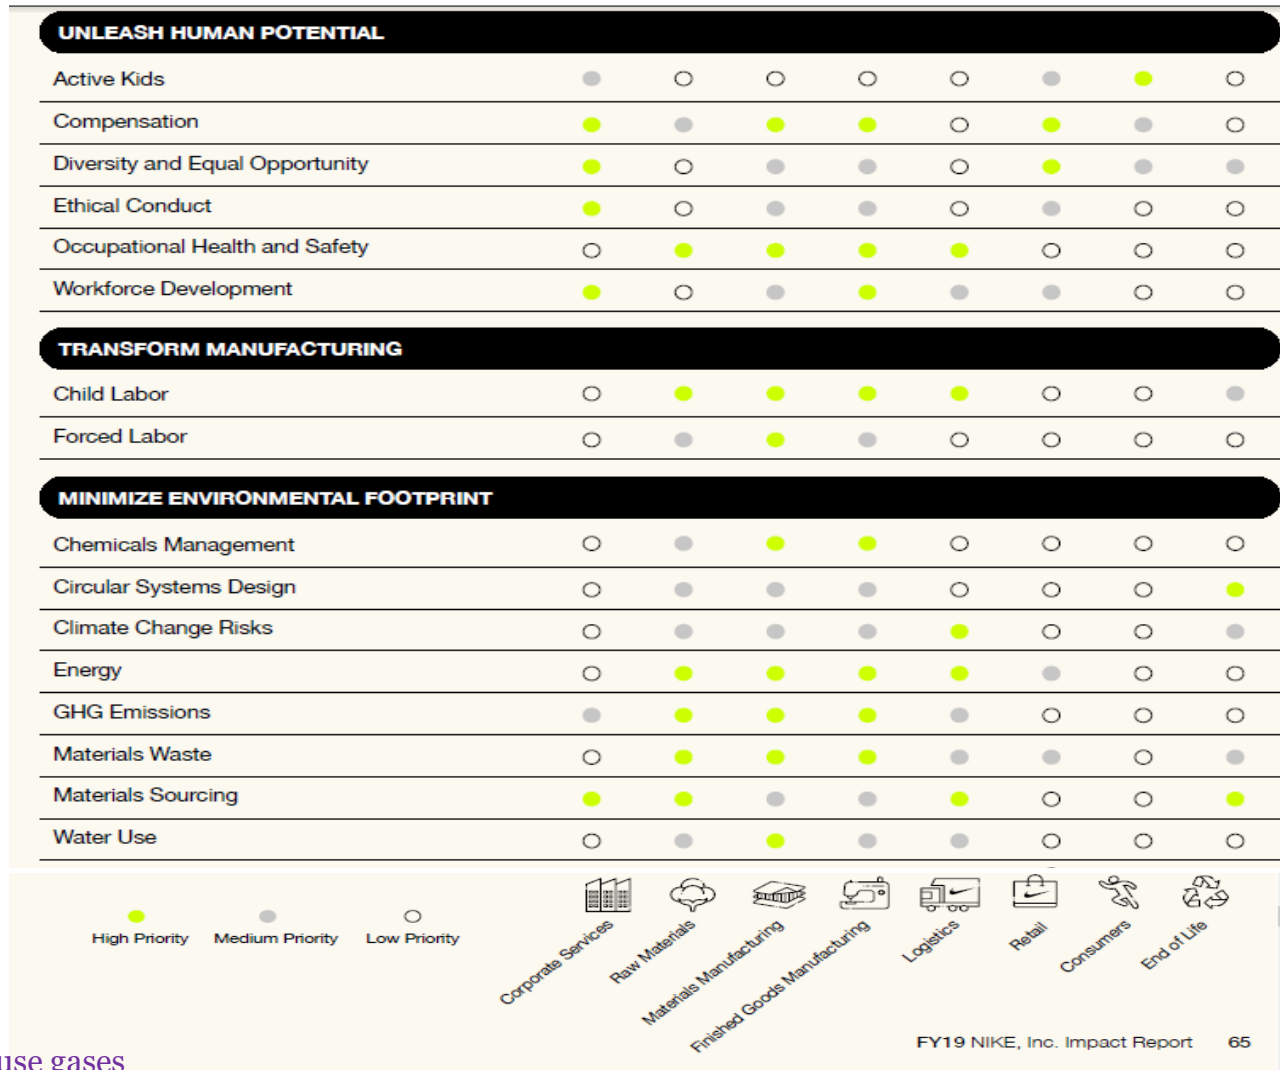 UNLEASH HUMAN POTENTIAL
Active Kids
Compensation
Diversity and Equal Opportunity
Ethical Conduct
Occupational Health and Safety
Workforce Development
TRANSFORM MANUFACTURING
Child Labor
Forced Labor
MINIMIZE ENVIRONMENTAL FOOTPRINT
Chemicals Management
Circular Systems Design
Climate Change Risks
Energy
GHG Emissions
Materials Waste
Materials Sourcing
Water Use
High Priority Medium Priority Low Priority
Corporate Services
Raw Materials
Materials Manufacturing
Finished Goods Manufacturing
Logistics
Retail
Consumers
End of Life
FY19 NIKE, Inc. Impact Report 65
use gases